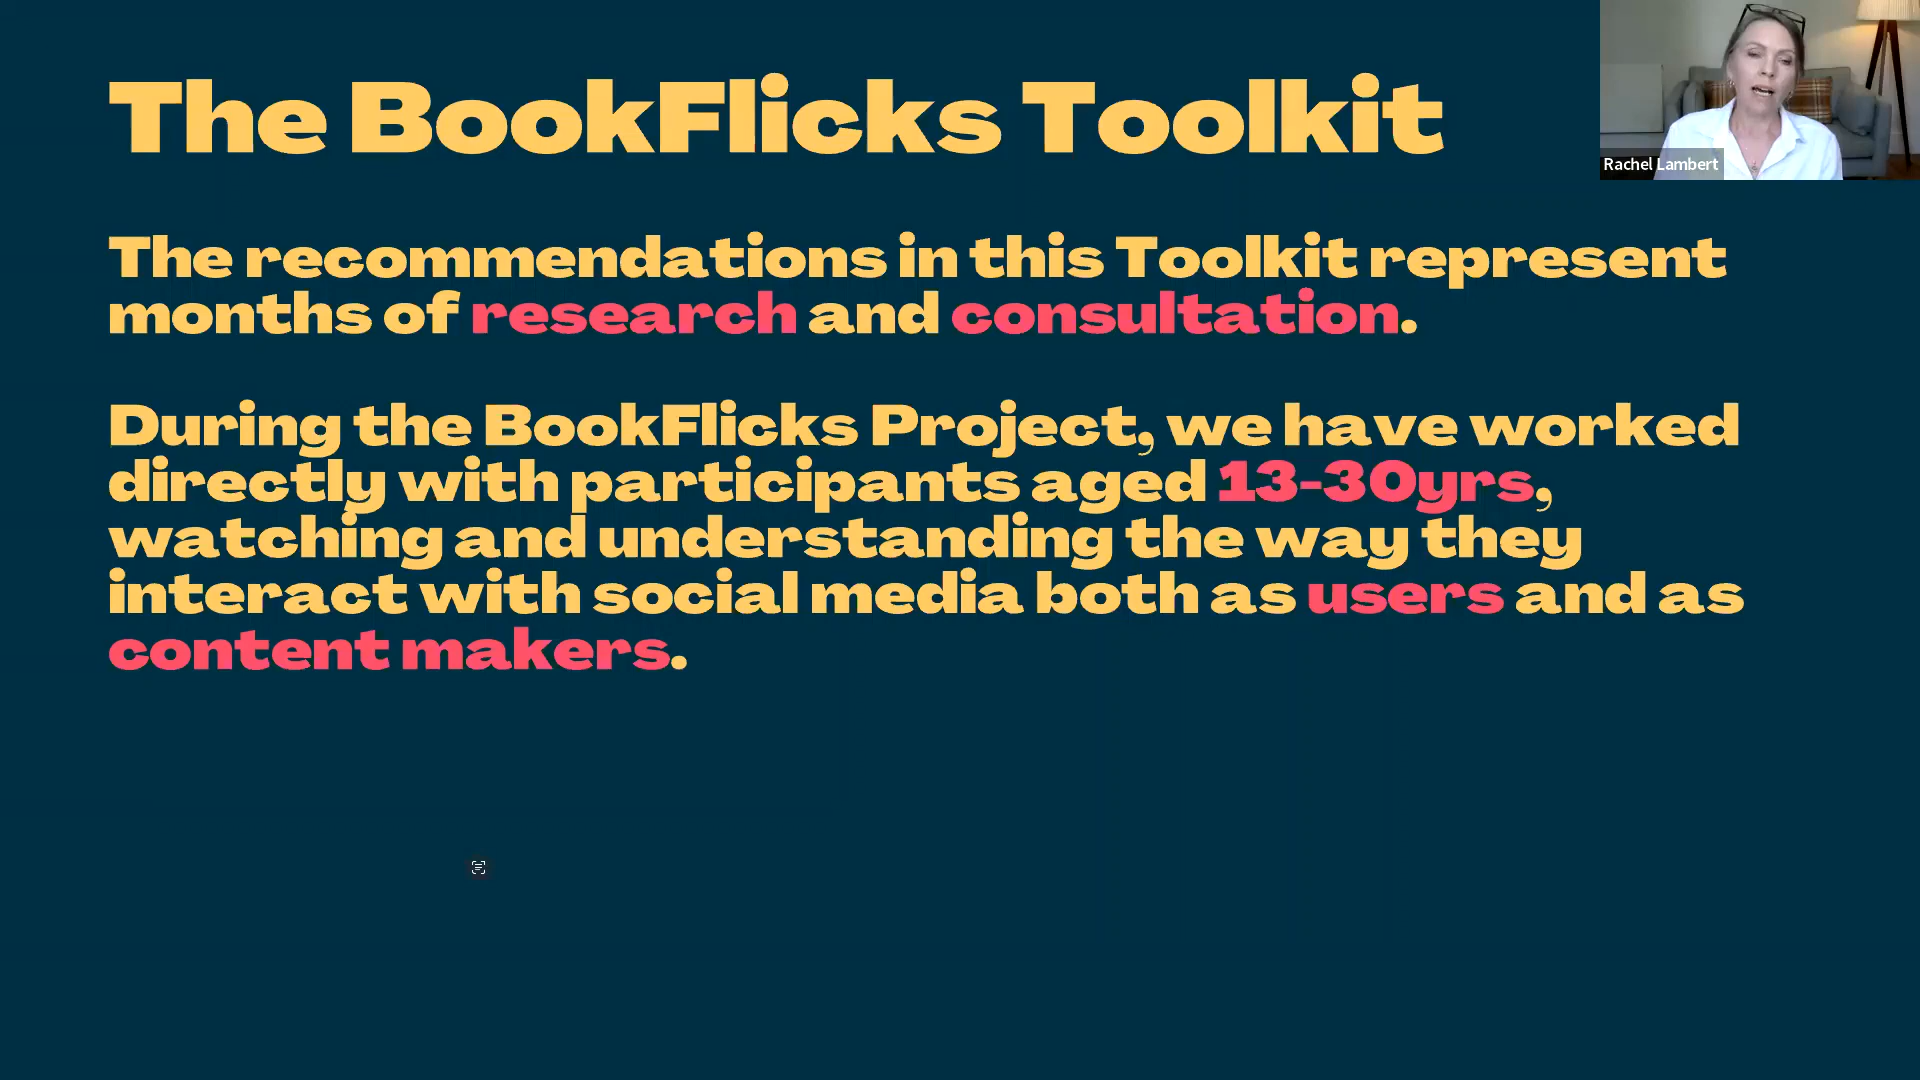 The BookFlicks Toolkit
Rachel Lambert
The recommendations in this Toolkit represent
months of research and consultation.
During the BookFlicks Project, we have worked
directly with participants aged 13-30yrs,
watching and understanding the way they
interact with social media both as users and as
content makers.